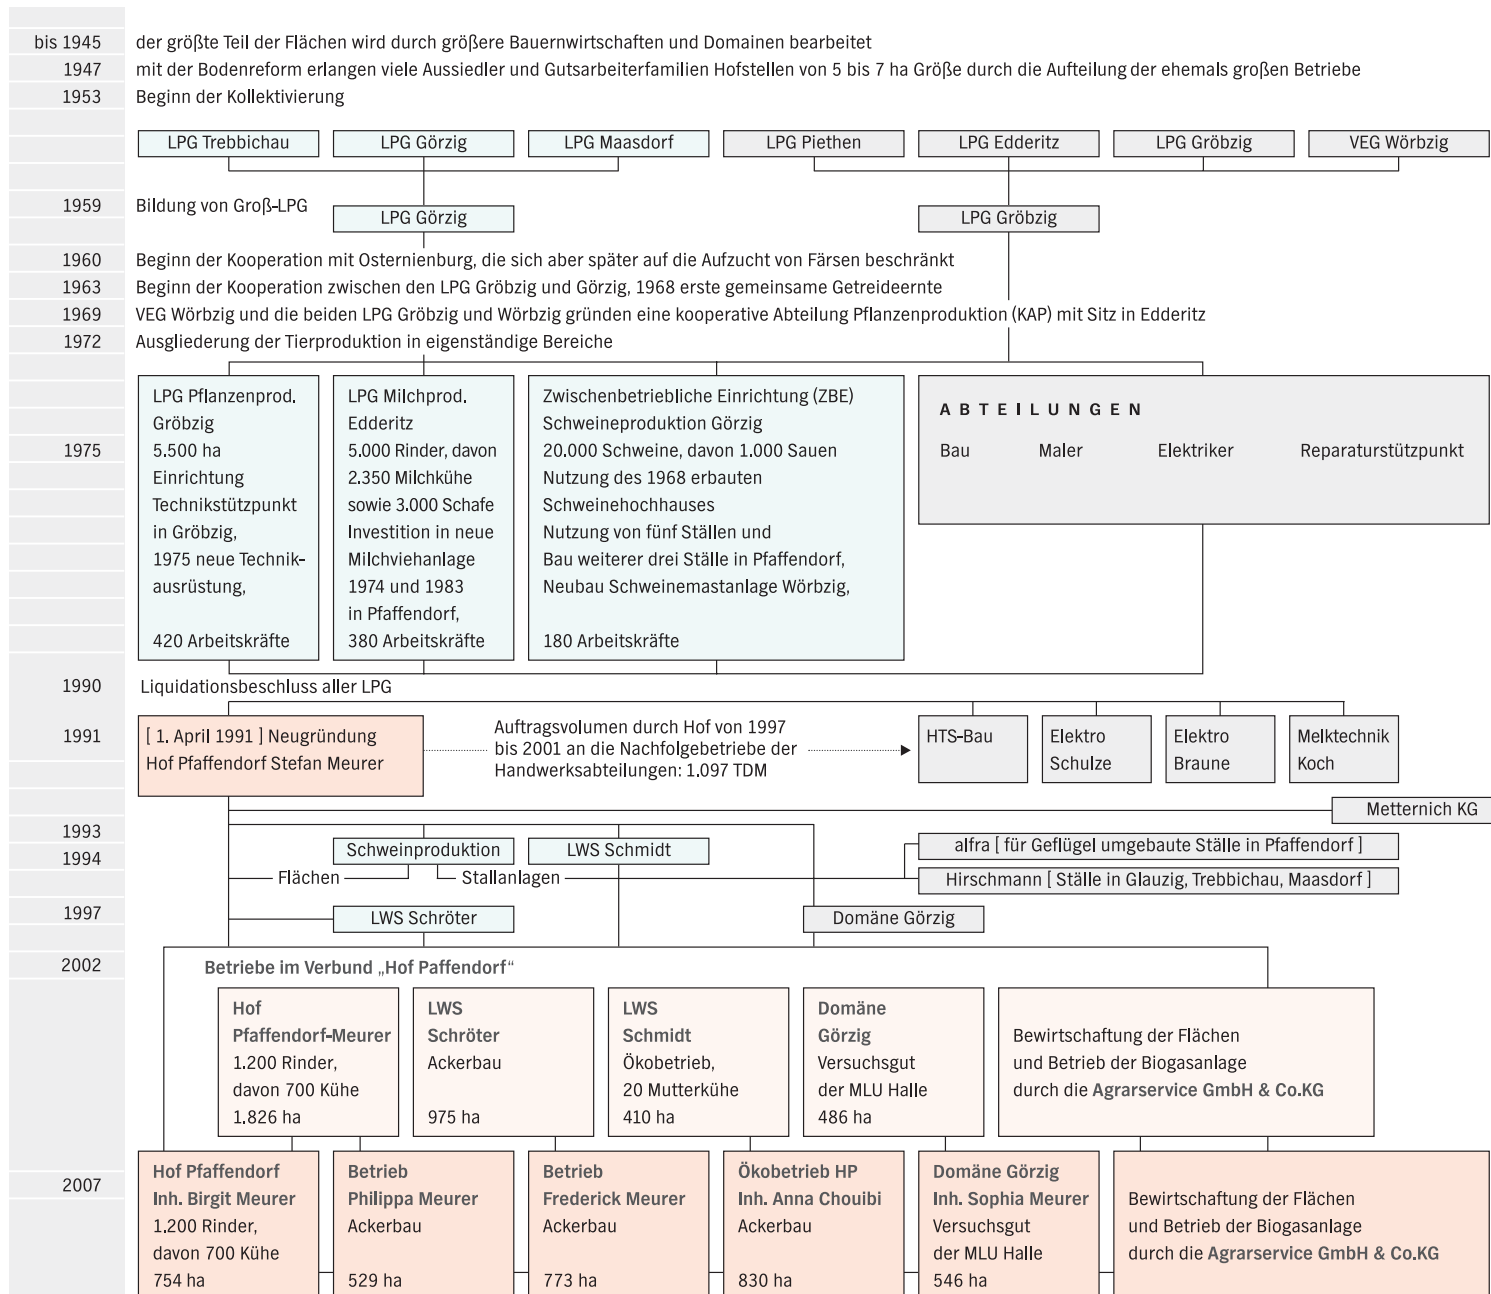 bis 1945 der größte Teil der Flächen wird durch größere Bauernwirtschaften und Domainen bearbeitet
1947 mit der Bodenreform erlangen viele Aussiedler und Gutsarbeiterfamilien Hofstellen von 5 bis 7 ha Größe durch die Aufteilung der ehemals großen Betriebe
1953 Beginn der Kollektivierung
LPG Trebbichau
LPG Görzig
LPG Maasdorf
LPG Piethen
LPG Edderitz
LPG Gröbzig
VEG Wörbzig
1959 Bildung von Groß-LPG
LPG Görzig
LPG Gröbzig
1960 Beginn der Kooperation mit Osternienburg, die sich aber später auf die Aufzucht von Färsen beschränkt
1963 Beginn der Kooperation zwischen den LPG Gröbzig und Görzig, 1968 erste gemeinsame Getreideernte
1969 VEG Wörbzig und die beiden LPG Gröbzig und Wörbzig gründen eine kooperative Abteilung Pflanzenproduktion (KAP) mit Sitz in Edderitz
1972 Ausgliederung der Tierproduktion in eigenständige Bereiche
1975
LPG Pflanzenprod.
Gröbzig
5.500 ha
Einrichtung
Technikstützpunkt
in Gröbzig,
1975 neue Technik-
ausrüstung,
420 Arbeitskräfte
LPG Milchprod.
Edderitz
5.000 Rinder, davon
2.350 Milchkühe
sowie 3.000 Schafe
Investition in neue
Milchviehanlage
1974 und 1983
in Pfaffendorf,
380 Arbeitskräfte
Zwischenbetriebliche Einrichtung (ZBE)
Schweineproduktion Görzig
20.000 Schweine, davon 1.000 Sauen
Nutzung des 1968 erbauten
Schweinehochhauses
Nutzung von fünf Ställen und
Bau weiterer drei Ställe in Pfaffendorf,
Neubau Schweinemastanlage Wörbzig,
180 Arbeitskräfte
ABTEILUNGEN
Bau Maler Elektriker Reparaturstützpunkt
1990 Liquidationsbeschluss aller LPG
1991
[ 1. April 1991 ] Neugründung
Hof Pfaffendorf Stefan Meurer
Auftragsvolumen durch Hof von 1997
bis 2001 an die Nachfolgebetriebe der
Handwerksabteilungen: 1.097 TDM
HTS-Bau
Elektro
Schulze
Elektro
Braune
Melktechnik
Koch
Metternich KG
1993
1994
Schweinproduktion
LWS Schmidt
alfra [ für Geflügel umgebaute Ställe in Pfaffendorf ]
Flächen
Stallanlagen
Hirschmann [ Ställe in Glauzig, Trebbichau, Maasdorf ]
1997
LWS Schröter
Domäne Görzig
2002 Betriebe im Verbund „Hof Paffendorf“
Hof
Pfaffendorf-Meurer
1.200 Rinder,
davon 700 Kühe
1.826 ha
LWS
Schröter
Ackerbau
975 ha
LWS
Schmidt
Ökobetrieb,
20 Mutterkühe
410 ha
Domäne
Görzig
Versuchsgut
der MLU Halle
486 ha
Bewirtschaftung der Flächen
und Betrieb der Biogasanlage
durch die Agrarservice GmbH & Co.KG
2007
Hof Pfaffendorf
Inh. Birgit Meurer
1.200 Rinder,
davon 700 Kühe
754 ha
Betrieb
Philippa Meurer
Ackerbau
529 ha
Betrieb
Frederick Meurer
Ackerbau
773 ha
Ökobetrieb HP
Inh. Anna Chouibi
Ackerbau
830 ha
Domäne Görzig
Inh. Sophia Meurer
Versuchsgut
der MLU Halle
546 ha
Bewirtschaftung der Flächen
und Betrieb der Biogasanlage
durch die Agrarservice GmbH & Co.KG